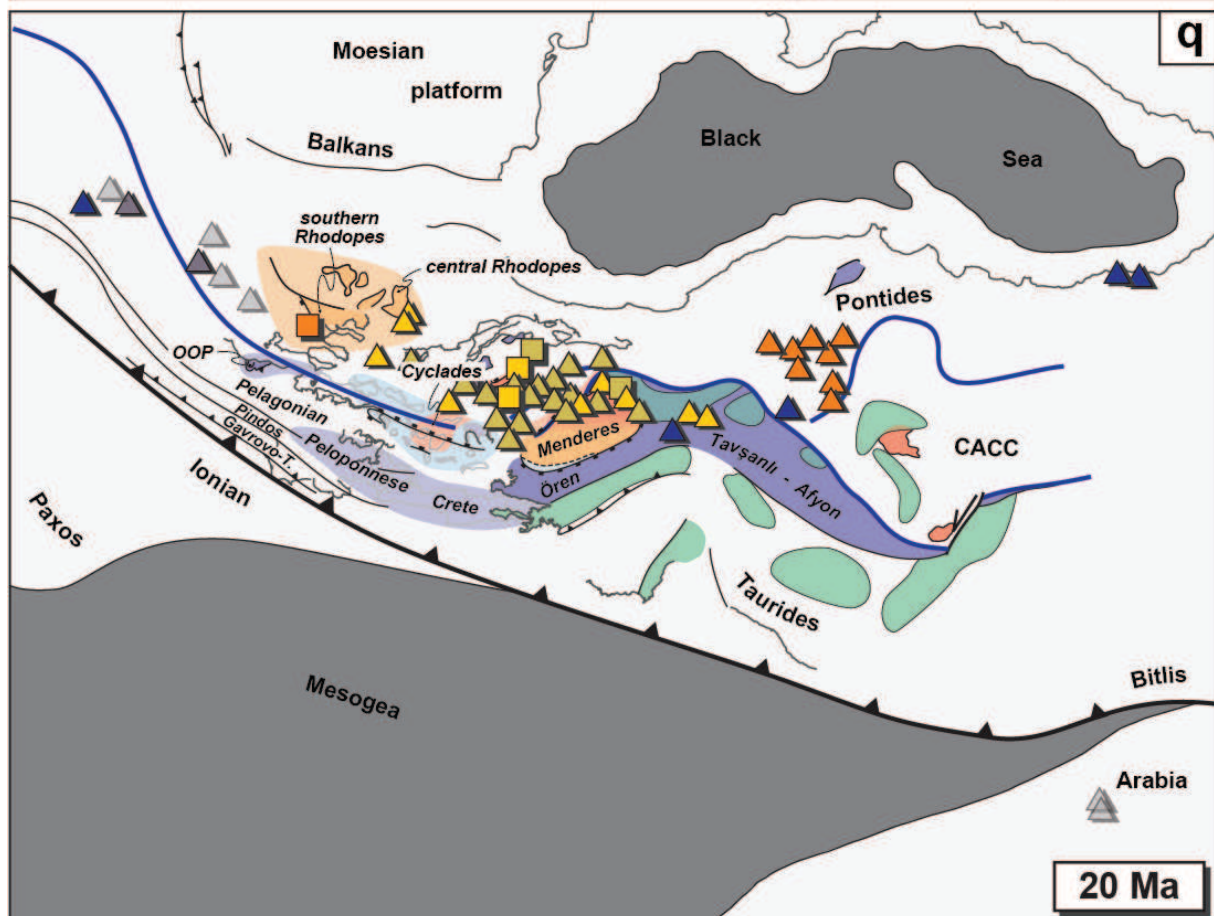 q
Moesian
platform
Black
Sea
Balkans
southern
Rhodopes
central Rhodopes
Pontides
OOP
Cyclades
Pelagonian
Pindos
Gavrovo-T.
Peloponnese
Crete
Ionian
Paxos
Menderes
Ören
Tavşanlı - Afyon
CACC
Taurides
Mesogea
Bitlis
Arabia
20 Ma